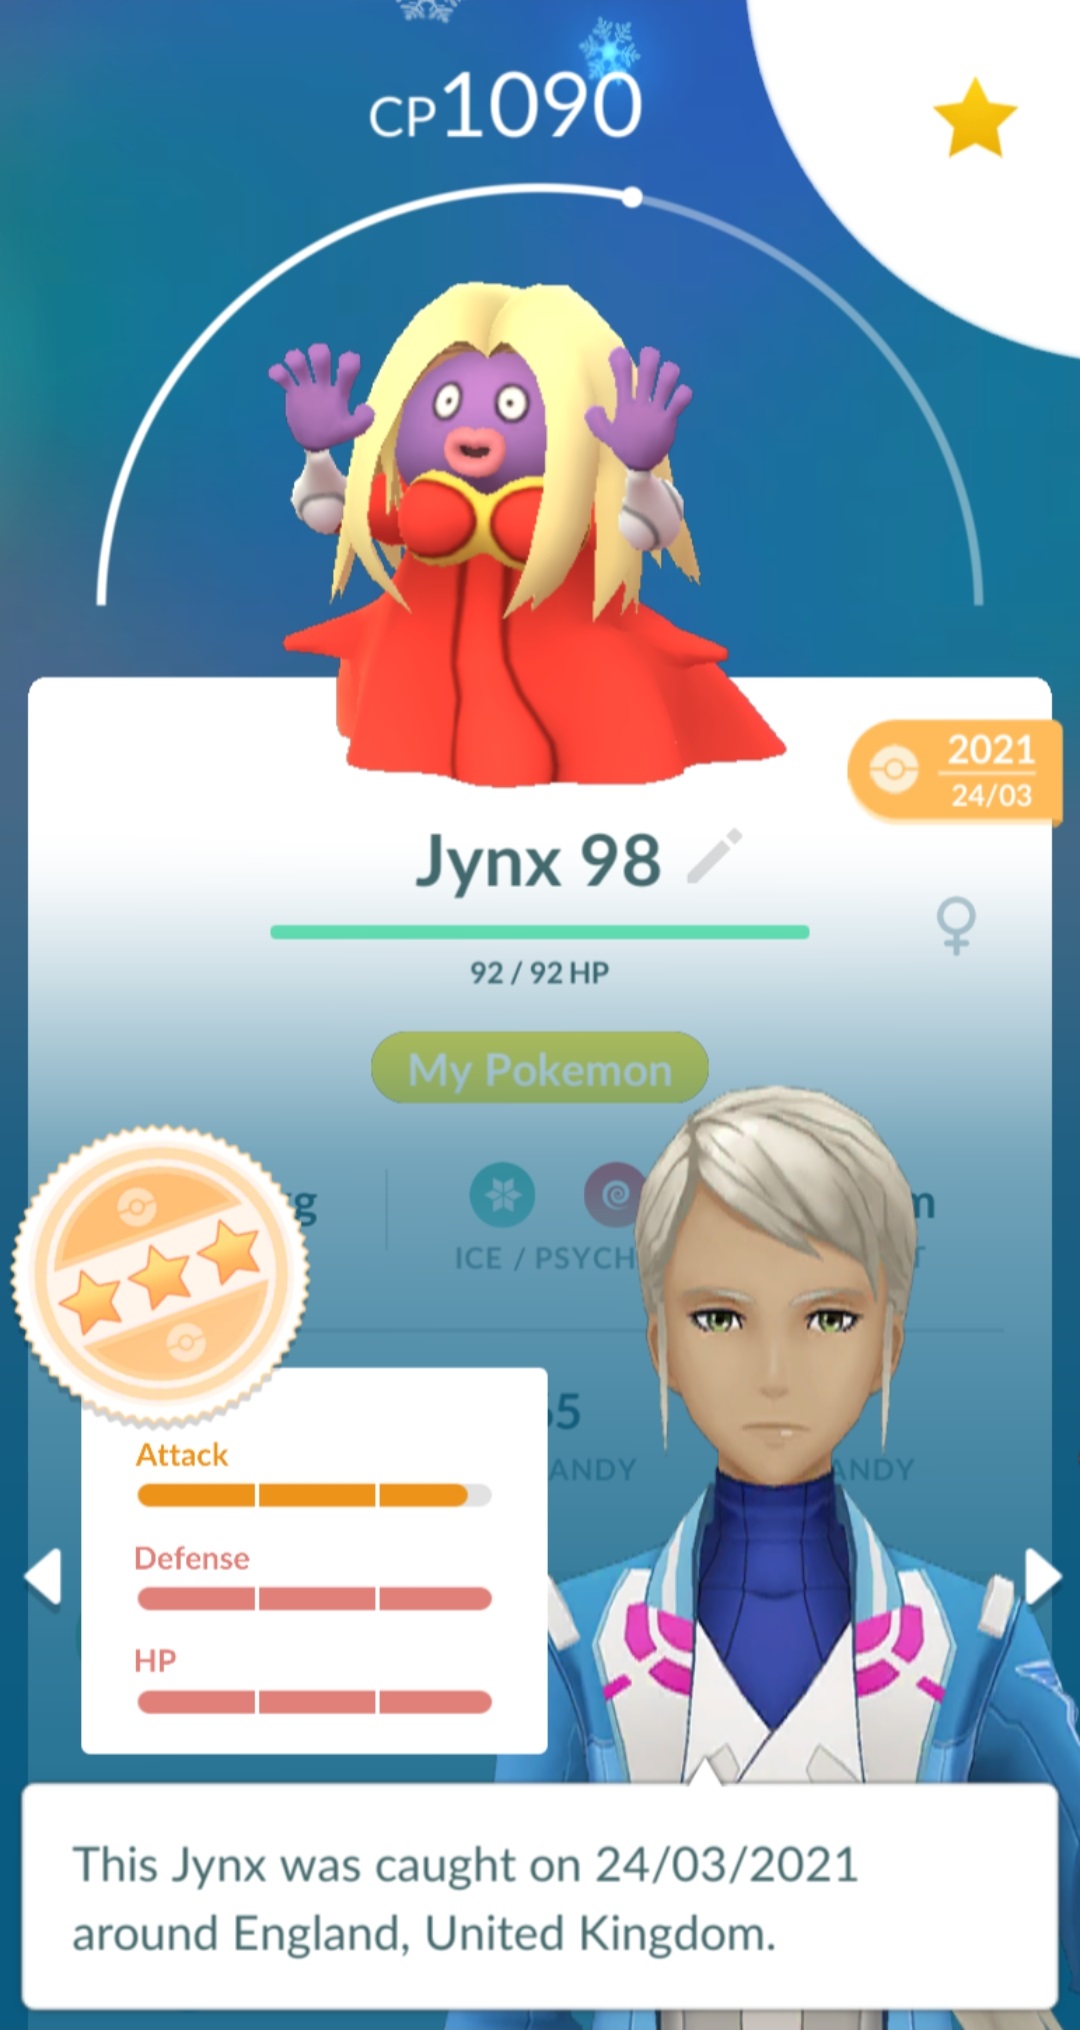 CP1090
2021
24/03
Jynx 98
92 / 92 HP
My Pokemon
ICE / PSYCH
ANDY
ANDY
Attack
Defense
HP
This Jynx was caught on 24/03/2021
around England, United Kingdom.